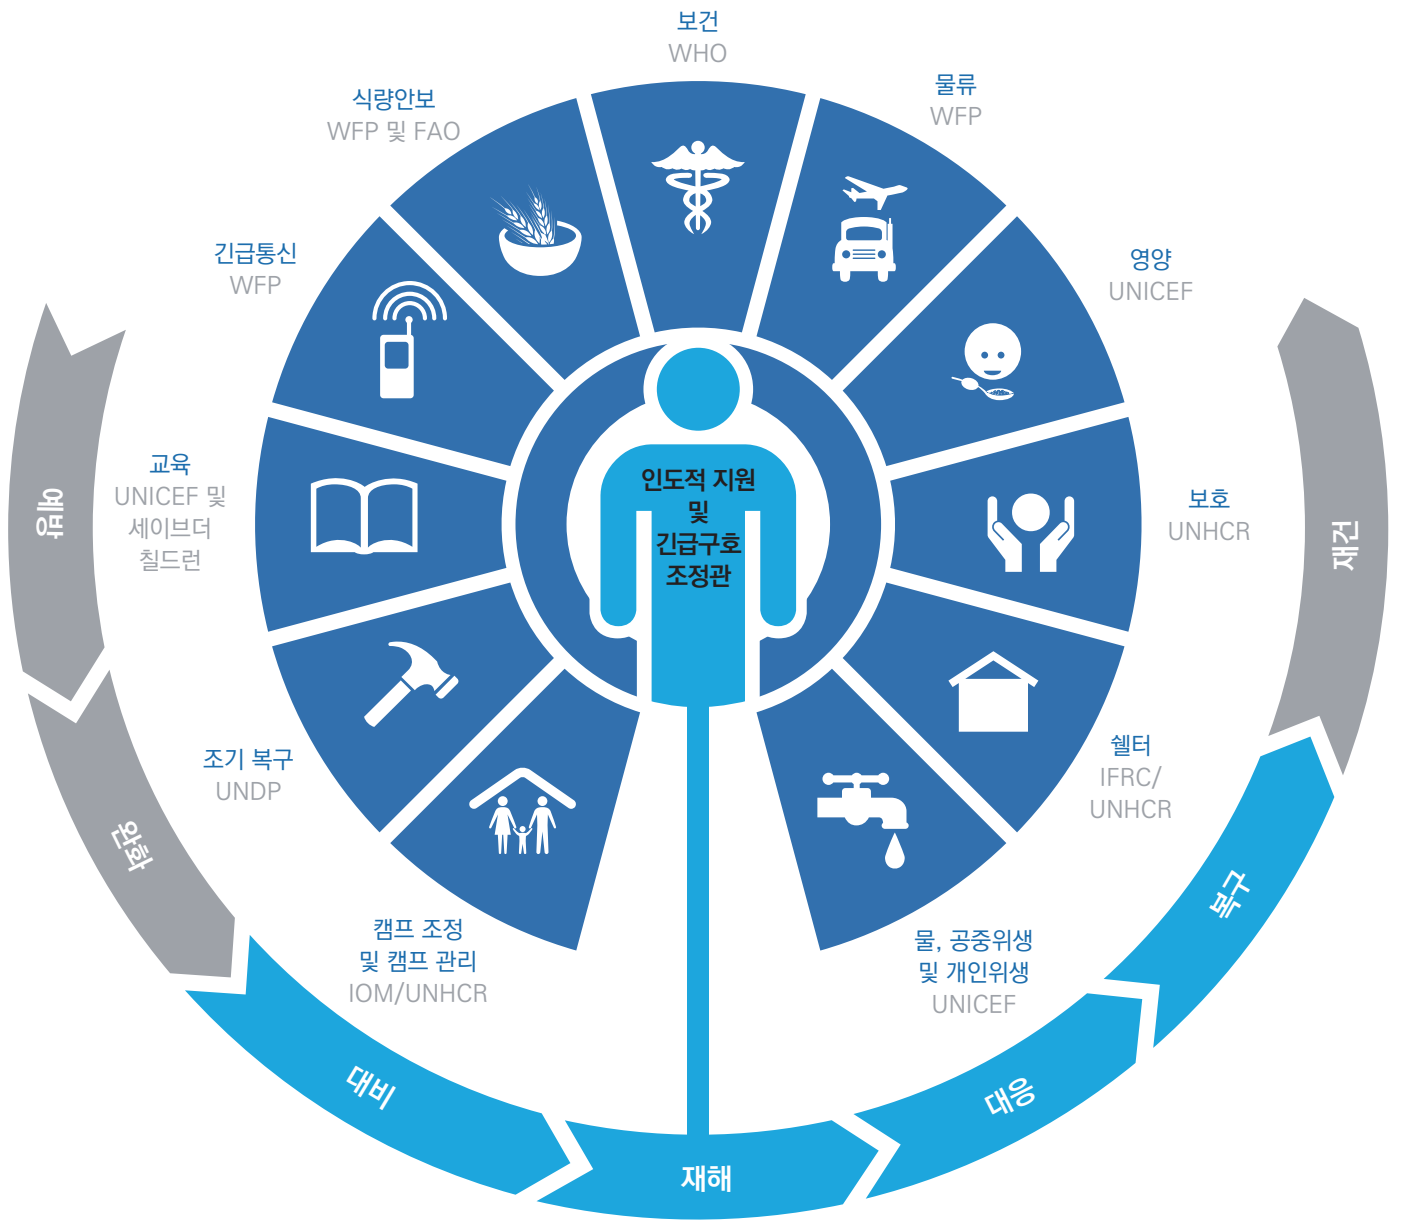 보건
WHO
물류
WFP
식량안보
WFP 및 FAO
긴급통신
WFP
영양
UNICEF
교육
UNICEF 및
세이브더
칠드런
보호
UNHCR
인도적 지원
및
긴급구호
조정관
조기 복구
UNDP
쉘터
IFRC/
UNHCR
캠프 조정
및 캠프 관리
IOM/UNHCR
물, 공중위생
및 개인위생
UNICEF
예방
완화
대비
재해
대응
복구
재건